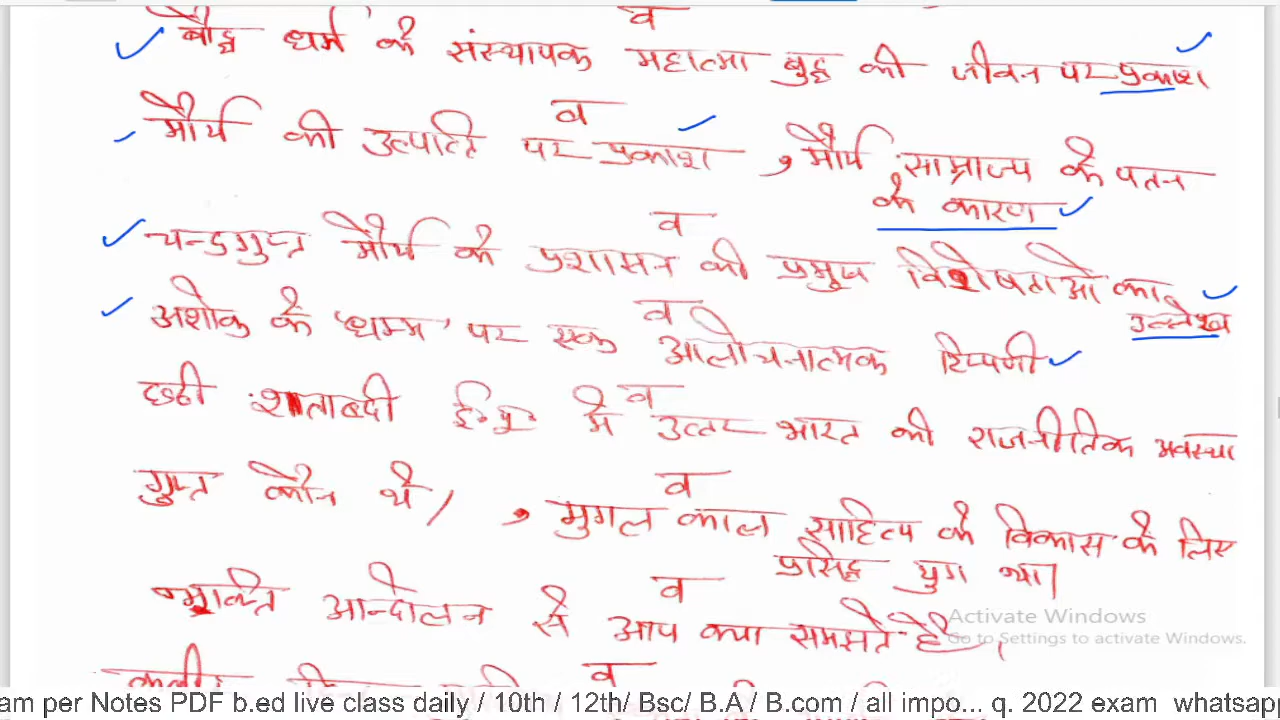 व
बौद्ध धर्म के संस्थापक महात्मा बुद्ध की जीवन पर प्रकाश
व
मौर्य की उत्पत्ति पर प्रकाश , मौर्य साम्राज्य के पतन
के कारण
व
चन्द्रगुप्त मौर्य के प्रशासन की प्रमुख विशेषताओ का
उल्लेख
व
अशोक के 'धम्म' पर एक आलोचनात्मक टिप्पणी
व
छठी शताब्दी ई.पू. में उत्तर भारत की राजनीतिक अवस्था
व
गुप्त कौन थे / , मुगल काल साहित्य के विकास के लिए
प्रसिद्ध युग था।
व
भक्ति आन्दोलन से आप क्या समझते है,
Activate Windows
Go to Settings to activate Windows.
व
am per Notes PDF b.ed live class daily / 10th / 12th/ Bsc/ B.A / B.com / all impo... q. 2022 exam whatsapp